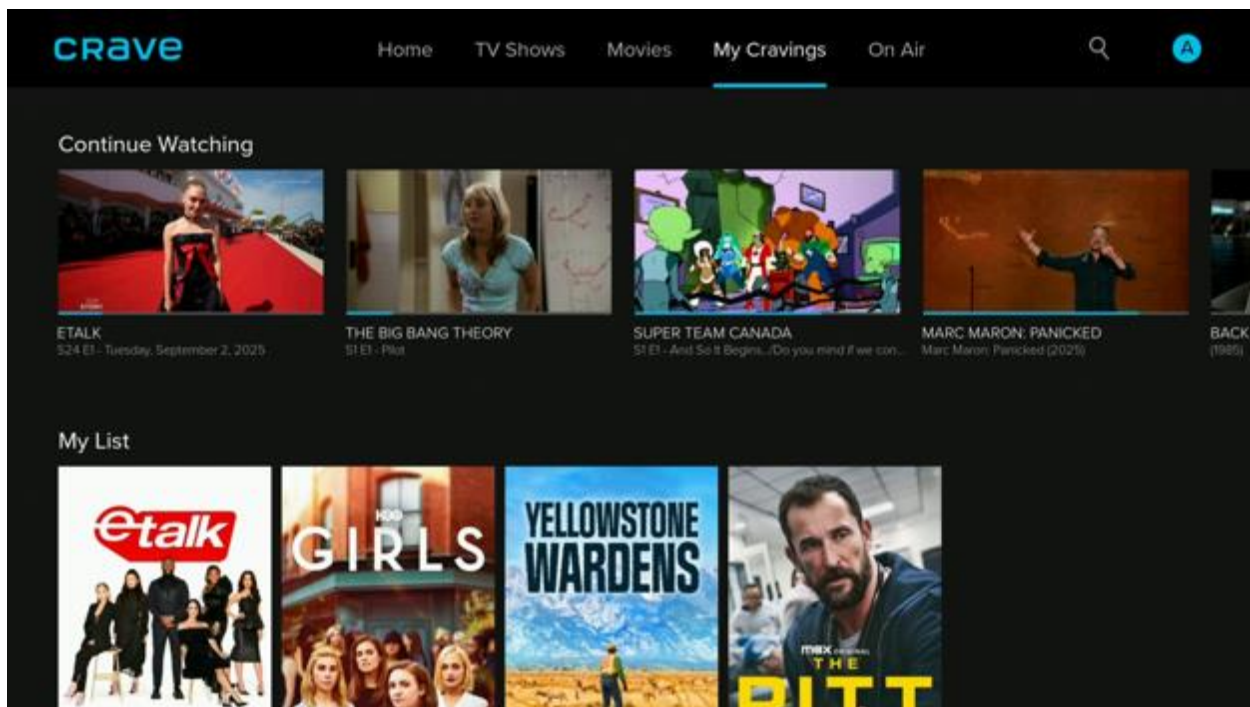 crave
Home
TV Shows
Movies
My Cravings
On Air
A
Continue Watching
ETALK
S24 E1 - Tuesday, September 2, 2025
THE BIG BANG THEORY
S1 E1 - Pilot
SUPER TEAM CANADA
S1 E1 - And So It Begins.../Do you mind if we con...
MARC MARON: PANICKED
Marc Maron: Panicked (2025)
BACK
(1985)
My List
etalk
HBO
GIRLS
YELLOWSTONE
WARDENS
max ORIGINAL
THE
PITT